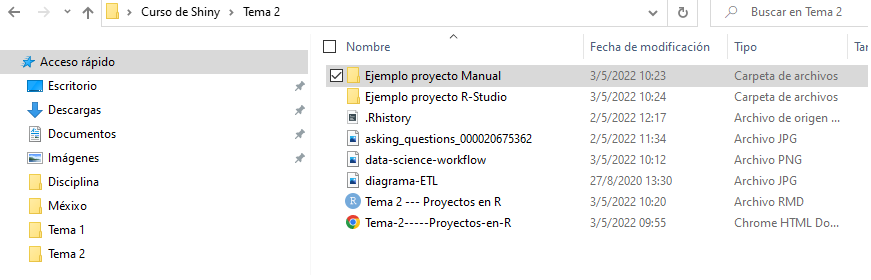 Curso de Shiny > Tema 2
Buscar en Tema 2
Nombre Fecha de modificación Tipo Tar
Acceso rápido
Escritorio
Descargas
Documentos
Imágenes
Disciplina
Méxixo
Tema 1
Tema 2
Ejemplo proyecto Manual 3/5/2022 10:23 Carpeta de archivos
Ejemplo proyecto R-Studio 3/5/2022 10:24 Carpeta de archivos
.Rhistory 2/5/2022 12:17 Archivo de origen ...
asking_questions_000020675362 2/5/2022 11:34 Archivo JPG
data-science-workflow 3/5/2022 10:12 Archivo PNG
diagrama-ETL 27/8/2020 13:30 Archivo JPG
R Tema 2 --- Proyectos en R 3/5/2022 10:20 Archivo RMD
Tema-2-----Proyectos-en-R 3/5/2022 09:55 Chrome HTML Do...